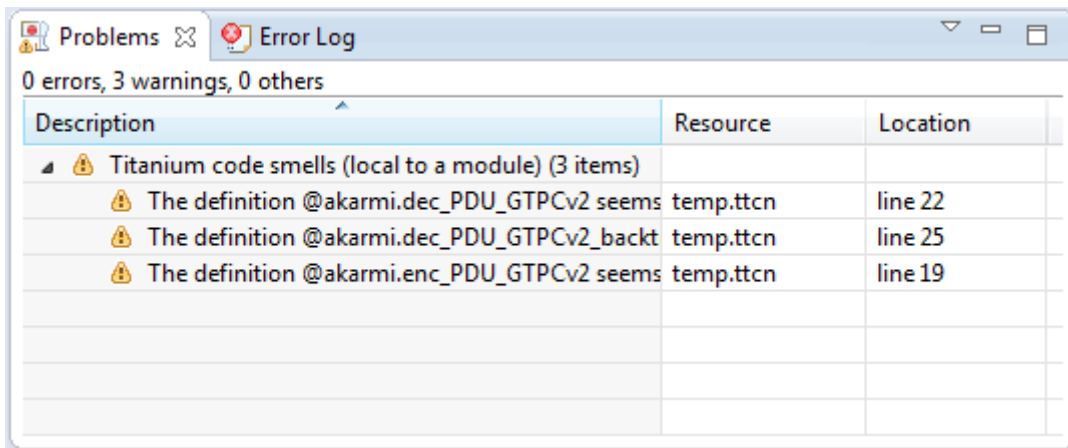 Problems Error Log
0 errors, 3 warnings, 0 others
Description Resource Location
Titanium code smells (local to a module) (3 items)
The definition @akarmi.dec_PDU_GTPCv2 seems temp.ttcn line 22
The definition @akarmi.dec_PDU_GTPCv2_backt temp.ttcn line 25
The definition @akarmi.enc_PDU_GTPCv2 seems temp.ttcn line 19